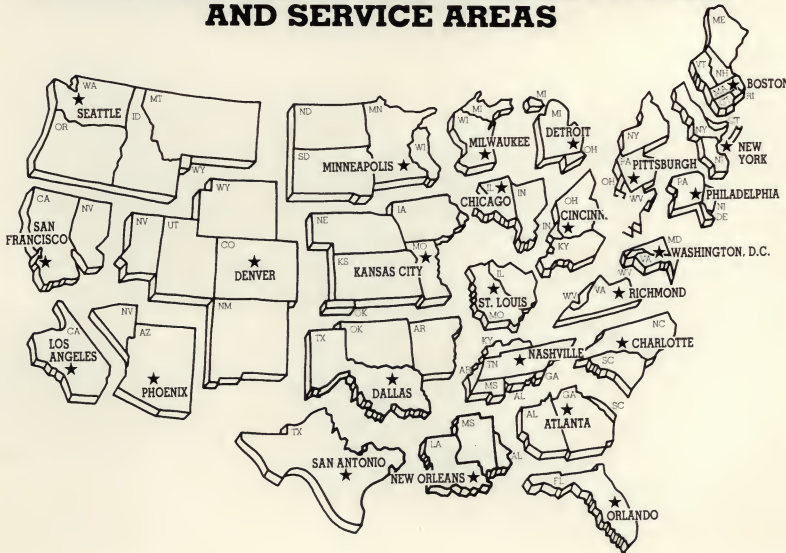 AND SERVICE AREAS
ME
VT
NH
MA
BOSTON
RI
WA
SEATTLE
OR
ID
MT
WY
ND
MN
SD
WI
MINNEAPOLIS
MI
WI
MILWAUKEE
MI
MI
DETROIT
OH
NY
PA
PITTSBURGH
OH
WV
CT
NY
NJ
NEW
YORK
PA
PHILADELPHIA
NJ
DE
CA
NV
SAN
FRANCISCO
NV
UT
WY
CO
DENVER
NM
NE
IA
KS
MO
KANSAS CITY
OK
IL
IN
CHICAGO
OH
IN
CINCINN.
KY
MD
WASHINGTON, D.C.
VA
WV
IL
ST. LOUIS
MO
WV
VA
RICHMOND
CA
LOS
ANGELES
NV
AZ
PHOENIX
TX
OK
AR
DALLAS
KY
TN
NASHVILLE
AR
MS
AL
GA
NC
CHARLOTTE
SC
TX
SAN ANTONIO
LA
MS
AL
NEW ORLEANS
AL
GA
SC
ATLANTA
FL
ORLANDO